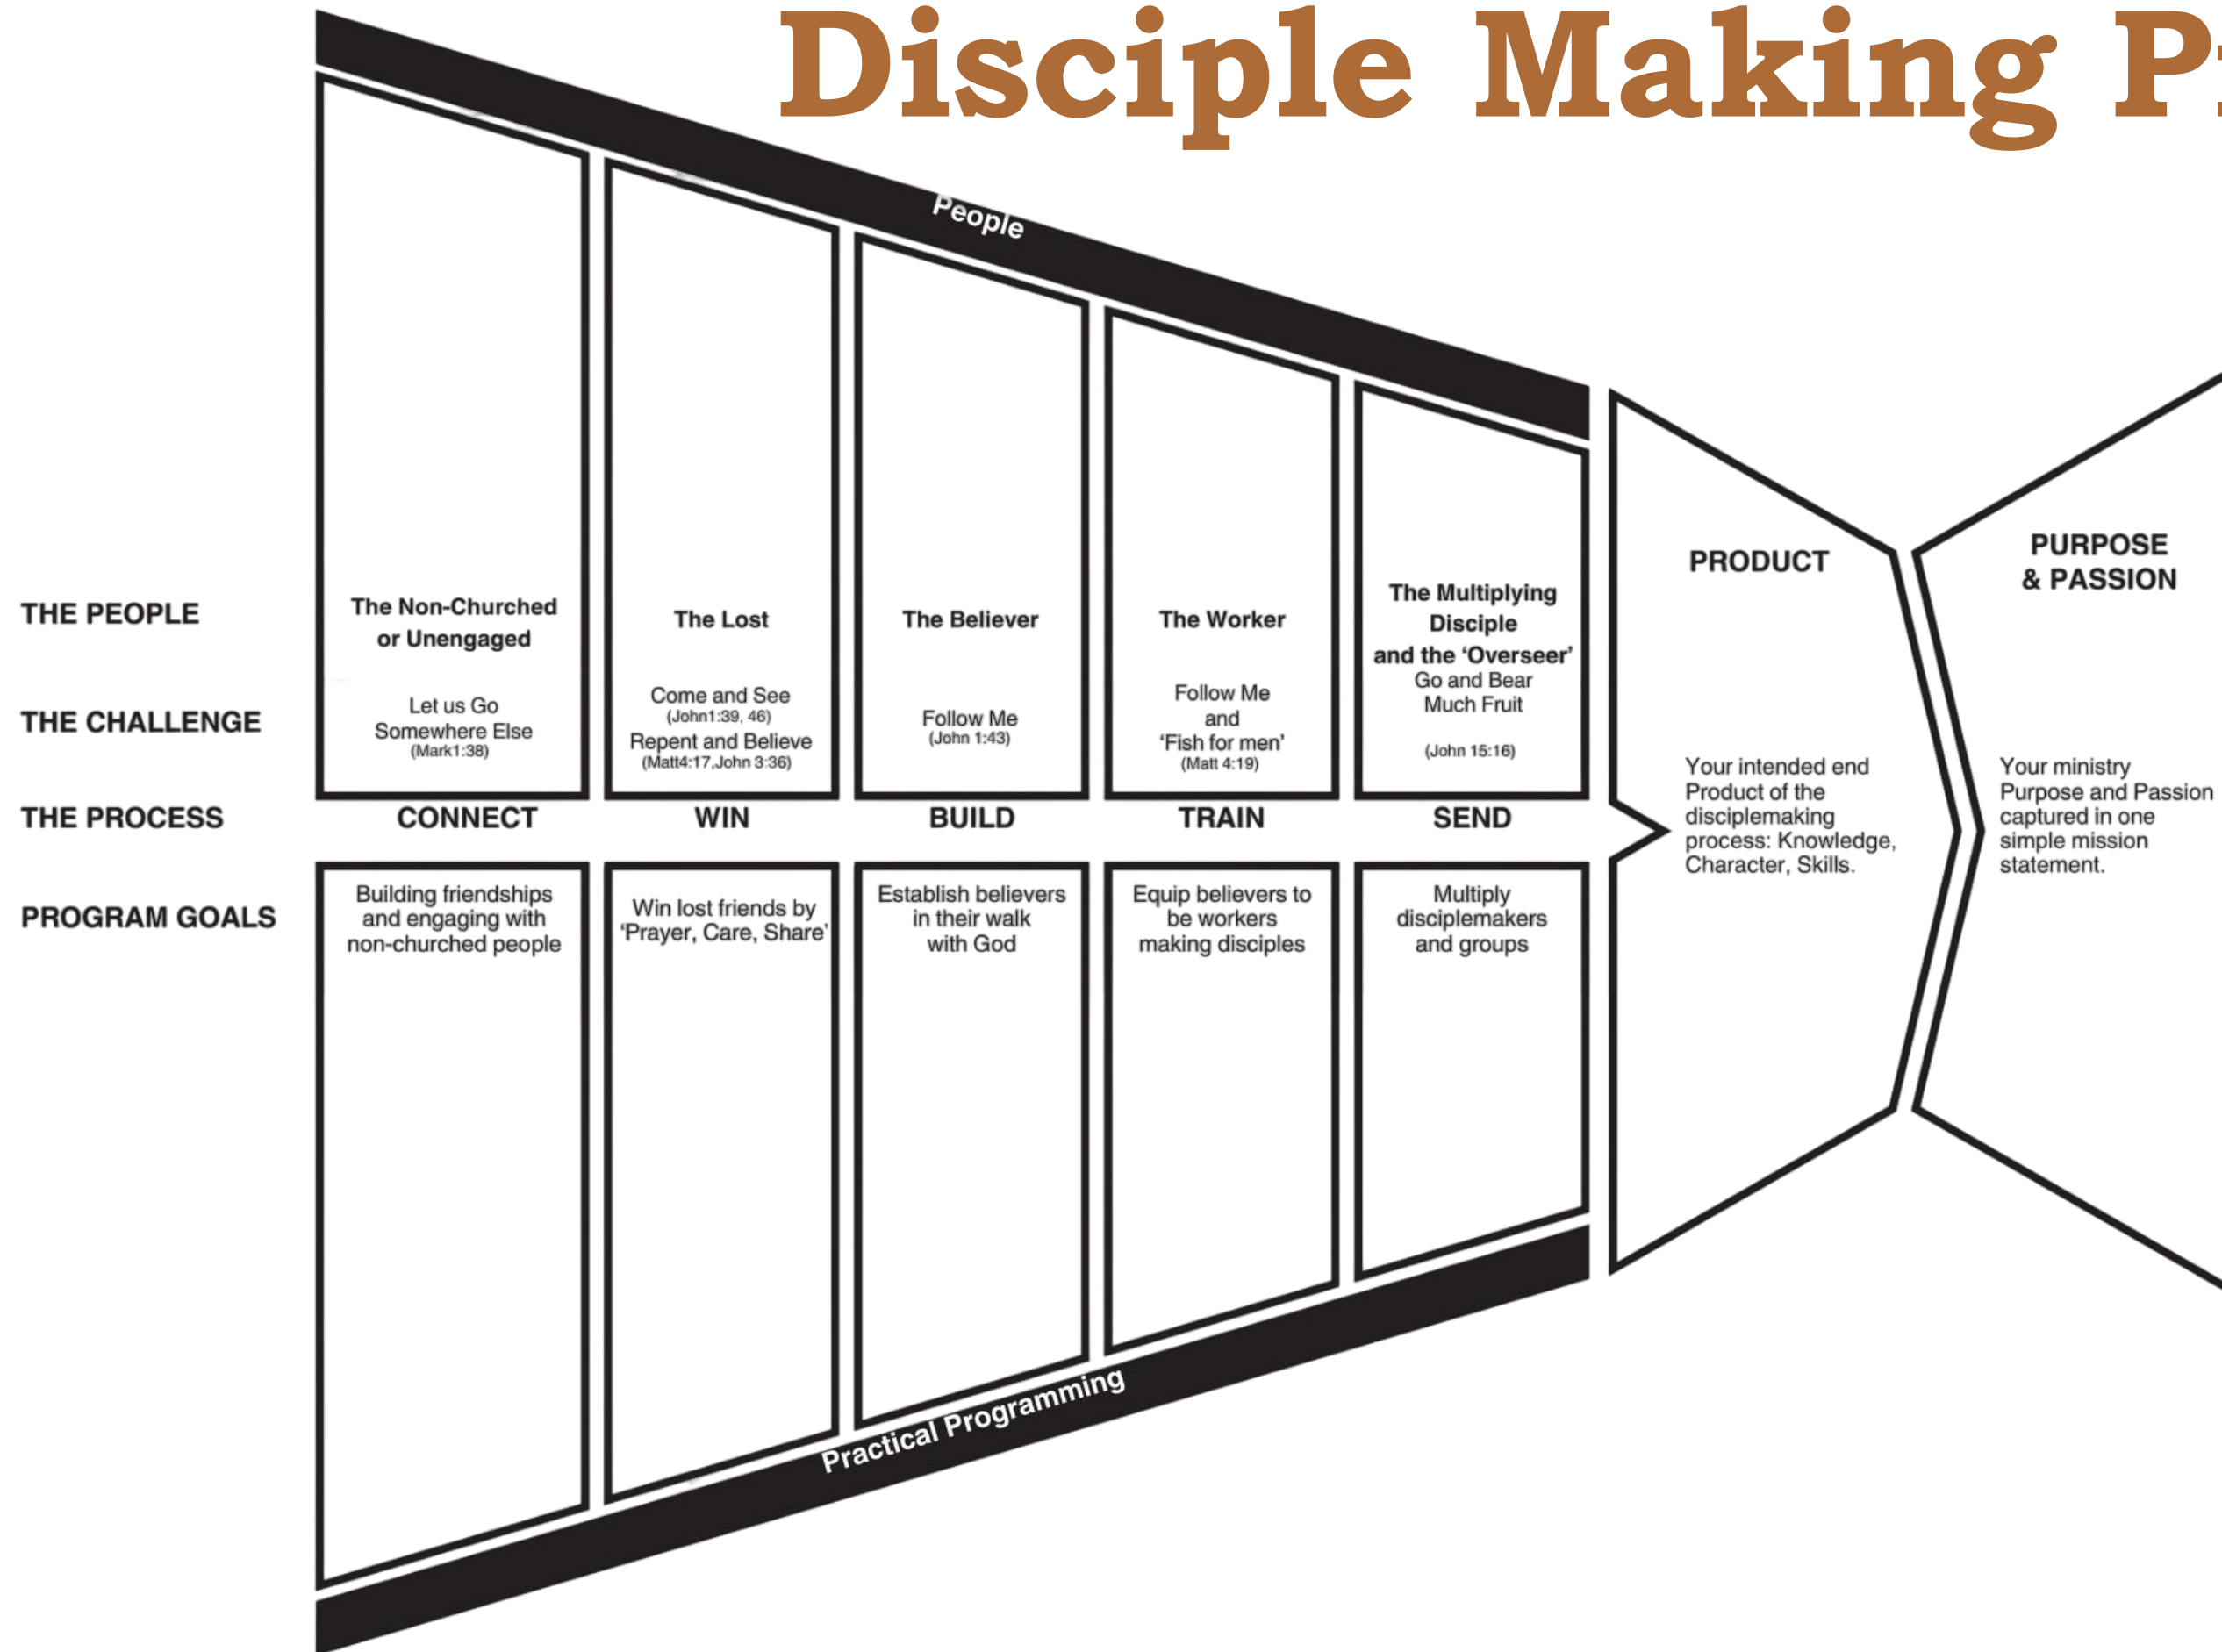 Disciple Making
People
THE PEOPLE
The Non-Churched
or Unengaged
The Lost
The Believer
The Worker
The Multiplying
Disciple
and the ‘Overseer’
THE CHALLENGE
Let us Go
Somewhere Else
(Mark1:38)
Come and See
(John1:39, 46)
Repent and Believe
(Matt4:17,John 3:36)
Follow Me
(John 1:43)
Follow Me
and
‘Fish for men’
(Matt 4:19)
Go and Bear
Much Fruit
(John 15:16)
THE PROCESS
CONNECT
WIN
BUILD
TRAIN
SEND
PROGRAM GOALS
Building friendships
and engaging with
non-churched people
Win lost friends by
‘Prayer, Care, Share’
Establish believers
in their walk
with God
Equip believers to
be workers
making disciples
Multiply
disciplemakers
and groups
Practical Programming
PRODUCT
Your intended end
Product of the
disciplemaking
process: Knowledge,
Character, Skills.
PURPOSE
& PASSION
Your ministry
Purpose and Passion
captured in one
simple mission
statement.